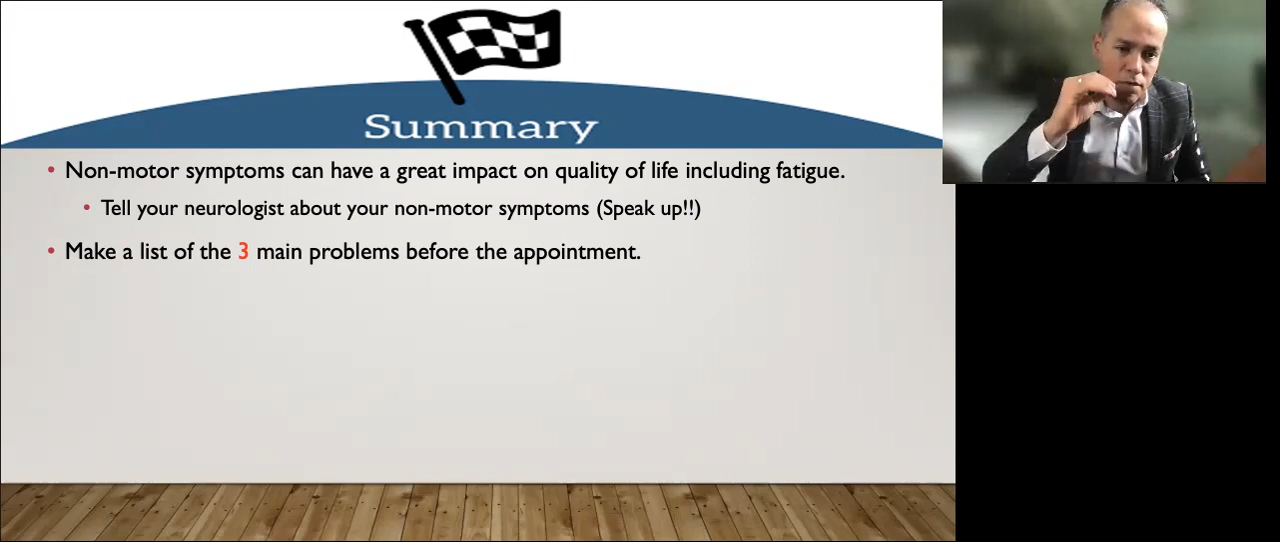 Summary
Non-motor symptoms can have a great impact on quality of life including fatigue.
Tell your neurologist about your non-motor symptoms (Speak up!!)
Make a list of the 3 main problems before the appointment.